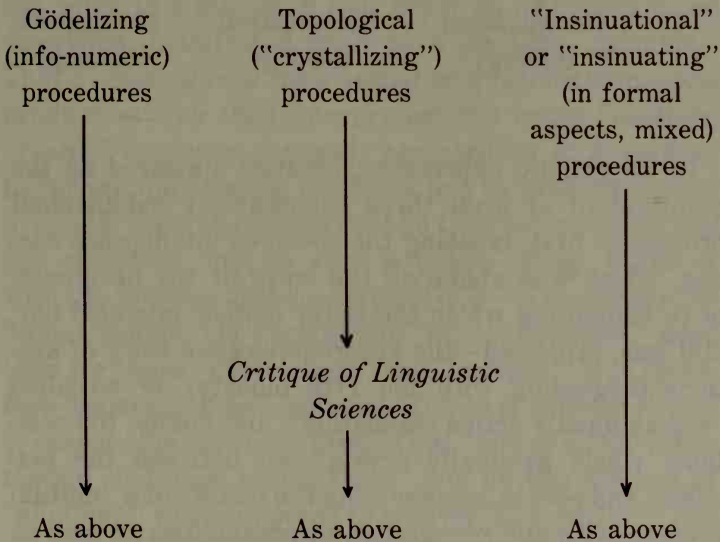 Gödelizing
(info-numeric)
procedures
Topological
("crystallizing")
procedures
"Insinuational"
or "insinuating"
(in formal
aspects, mixed)
procedures
Critique of Linguistic
Sciences
As above
As above
As above